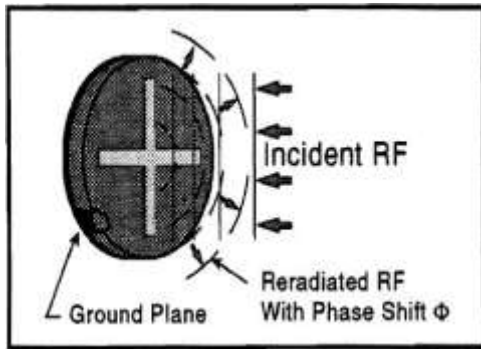 Incident RF
Reradiated RF
With Phase Shift Φ
Ground Plane